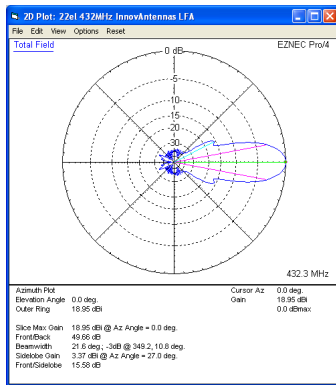 2D Plot: 22el 432MHz InnovAntennas LFA
File Edit View Options Reset
Total Field
0 dB
EZNEC Pro/4
-5
-10
-15
-20
-30
432.3 MHz
Azimuth Plot
Elevation Angle 0.0 deg.
Outer Ring 18.95 dBi
Cursor Az 0.0 deg.
Gain 18.95 dBi
0.0 dBmax
Slice Max Gain 18.95 dBi @ Az Angle = 0.0 deg.
Front/Back 49.66 dB
Beamwidth 21.6 deg.; -3dB @ 349.2, 10.8 deg.
Sidelobe Gain 3.37 dBi @ Az Angle = 27.0 deg.
Front/Sidelobe 15.58 dB